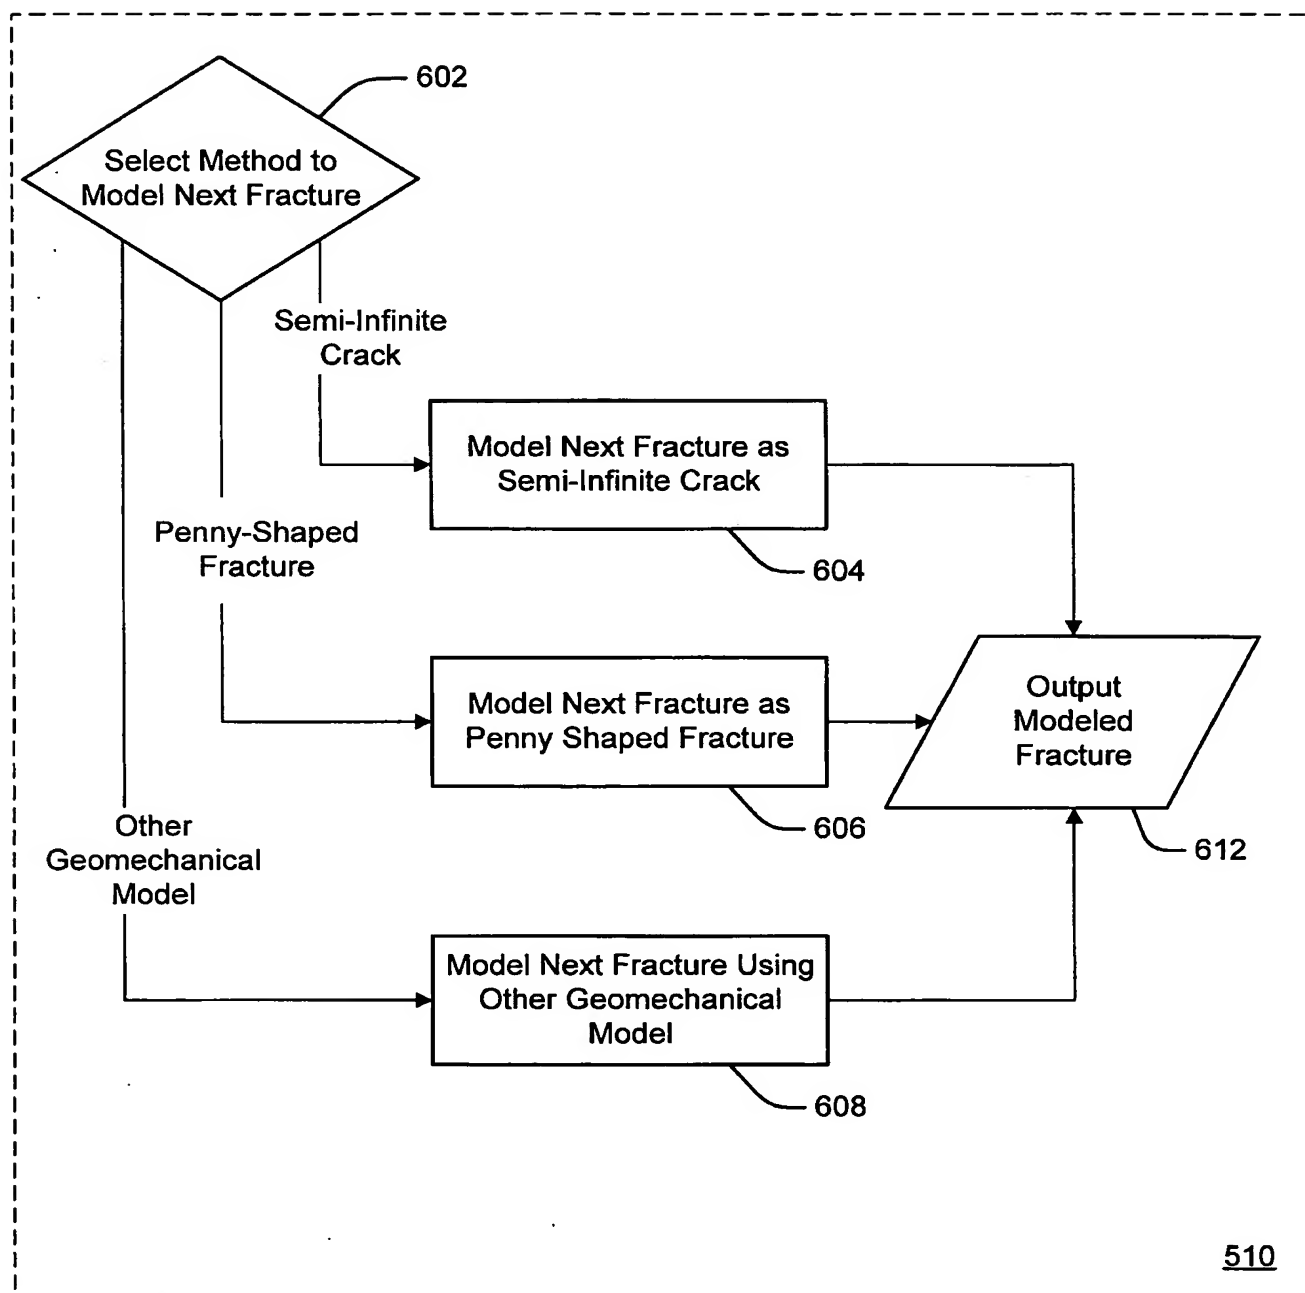 602
Select Method to
Model Next Fracture
Semi-Infinite
Crack
Model Next Fracture as
Semi-Infinite Crack
604
Penny-Shaped
Fracture
Model Next Fracture as
Penny Shaped Fracture
606
Output
Modeled
Fracture
612
Other
Geomechanical
Model
Model Next Fracture Using
Other Geomechanical
Model
608
510